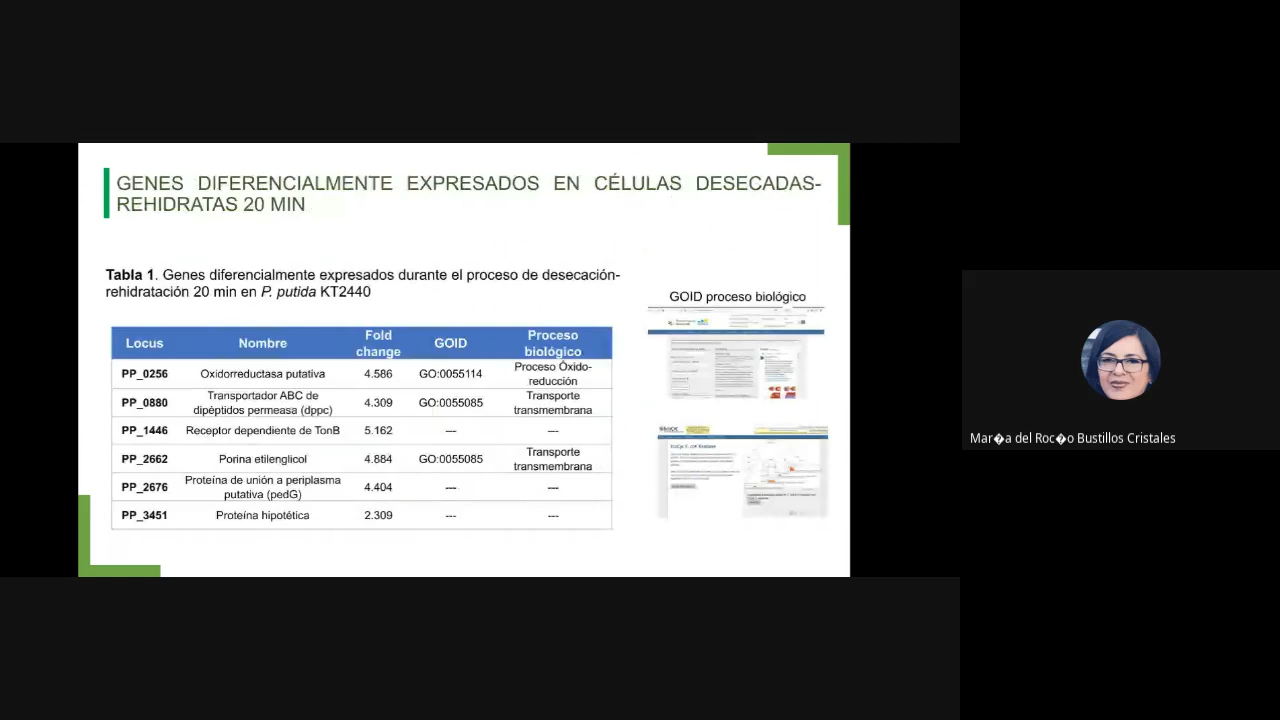 GENES DIFERENCIALMENTE EXPRESADOS EN CÉLULAS DESECADAS-
REHIDRATAS 20 MIN
Tabla 1. Genes diferencialmente expresados durante el proceso de desecación-
rehidratación 20 min en P. putida KT2440
GOID proceso biológico
Locus Nombre Fold change GOID Proceso biológico
PP_0256 Oxidorreductasa putativa 4.586 GO:0055114 Proceso Óxido-
reducción
PP_0880 Transportador ABC de
dipéptidos permeasa (dppc) 4.309 GO:0055085 Transporte
transmembrana
PP_1446 Receptor dependiente de TonB 5.162 --- ---
Porin-glicol 4.884 GO:0055085 Transporte
transmembrana
PP_2676 Proteína de unión a periplasma
putativa (pedG) 4.404 --- ---
PP_3451 Proteína hipotética 2.309 --- ---
Mar�a del Roc�o Bustillos Cristales